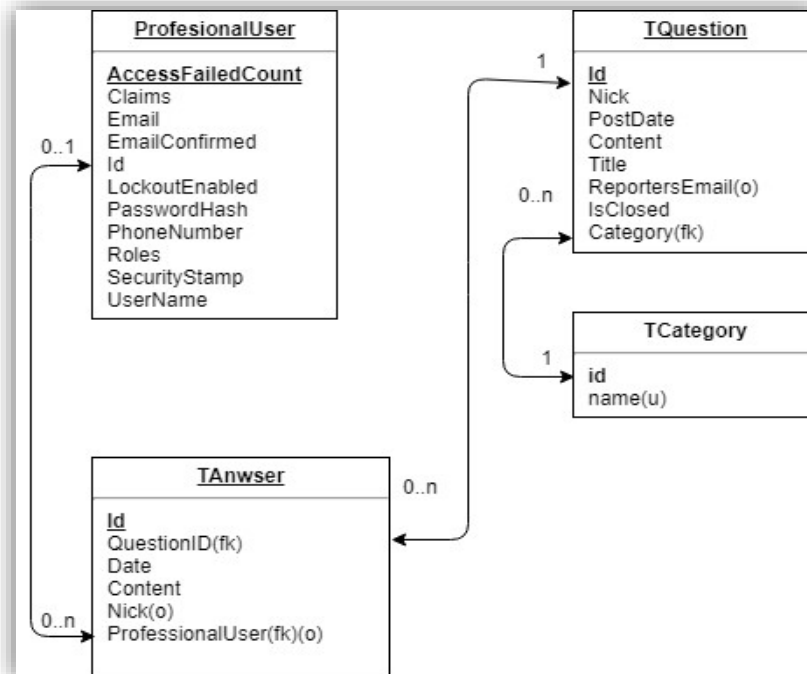 ProfesionalUser
AccessFailedCount
Claims
Email
EmailConfirmed
Id
LockoutEnabled
PasswordHash
PhoneNumber
Roles
SecurityStamp
UserName
0..1
0..n
TQuestion
Id
Nick
PostDate
Content
Title
ReportersEmail(o)
IsClosed
Category(fk)
1
0..n
TCategory
id
name(u)
1
TAnwser
Id
QuestionID(fk)
Date
Content
Nick(o)
ProfessionalUser(fk)(o)
0..n